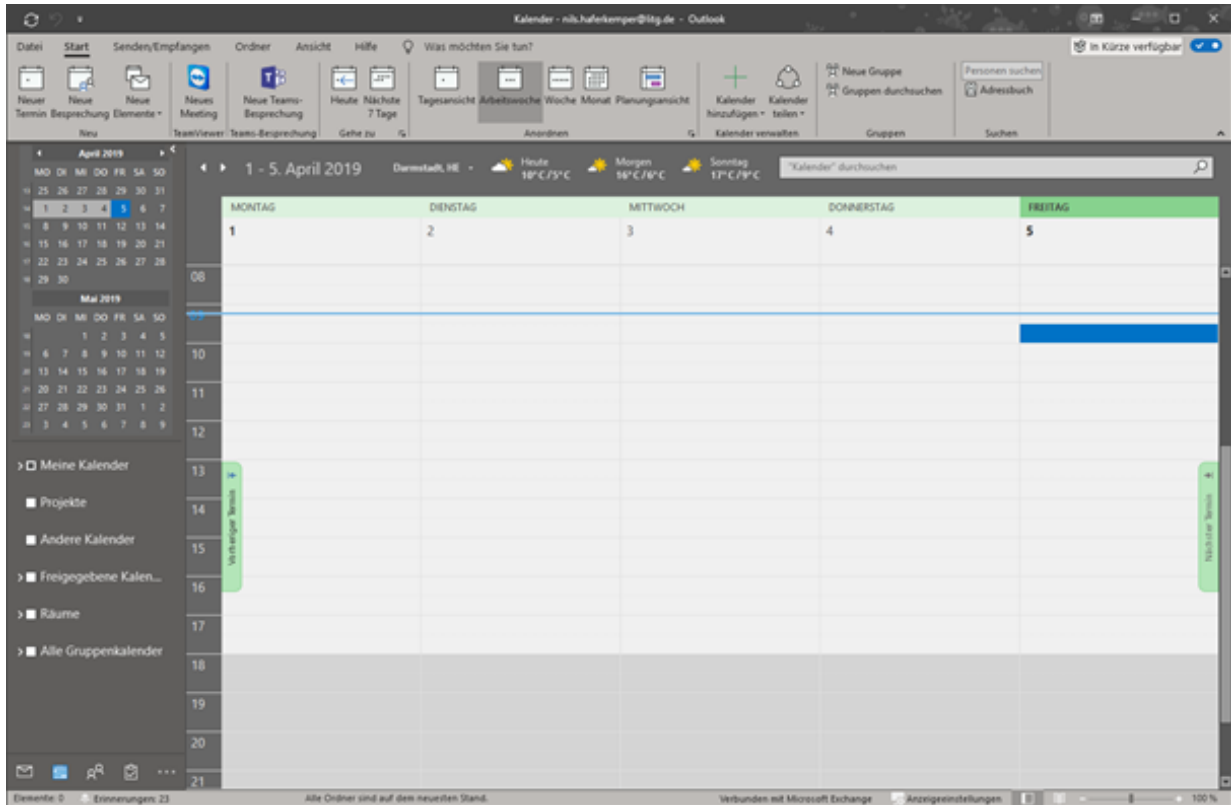 Kalender - nils.haferkemper@litg.de - Outlook
Datei Start Senden/Empfangen Ordner Ansicht Hilfe Was möchten Sie tun? In Kürze verfügbar
Neuer Termin Neue Besprechung Neue Elemente Neues Meeting Neue Teams-Besprechung Heute Nächste 7 Tage Tagesansicht Arbeitswoche Woche Monat Planungsansicht Kalender hinzufügen Kalender teilen Neue Gruppe Personen suchen
Gruppen durchsuchen Adressbuch
Neu TeamViewer Teams-Besprechung Gehe zu Anordnen Kalender verwalten Gruppen Suchen
April 2019
MO DI MI DO FR SA SO
25 26 27 28 29 30 31
1 2 3 4 5 6 7
8 9 10 11 12 13 14
15 16 17 18 19 20 21
22 23 24 25 26 27 28
29 30
Mai 2019
MO DI MI DO FR SA SO
1 2 3 4 5
6 7 8 9 10 11 12
13 14 15 16 17 18 19
20 21 22 23 24 25 26
27 28 29 30 31 1 2
3 4 5 6 7 8 9
Meine Kalender
Projekte
Andere Kalender
Freigegebene Kalen...
Räume
Alle Gruppenkalender
1 - 5. April 2019 Darmstadt, HE Heute 10°C/5°C Morgen 16°C/6°C Sonntag 17°C/9°C "Kalender" durchsuchen
MONTAG DIENSTAG MITTWOCH DONNERSTAG FREITAG
1 2 3 4 5
08
09
10
11
12
13
14
15
16
17
18
19
20
21
Vorheriger Termin
Nächster Termin
Elemente: 0 Erinnerungen: 23 Alle Ordner sind auf dem neuesten Stand. Verbunden mit Microsoft Exchange Anzeigeeinstellungen 100 %